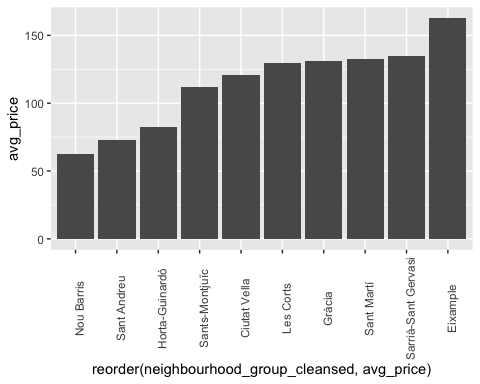 avg_price
150
100
50
0
Nou Barris
Sant Andreu
Horta-Guinardó
Sants-Montjuïc
Ciutat Vella
Les Corts
Gràcia
Sant Martí
Sarrià-Sant Gervasi
Eixample
reorder(neighbourhood_group_cleansed, avg_price)